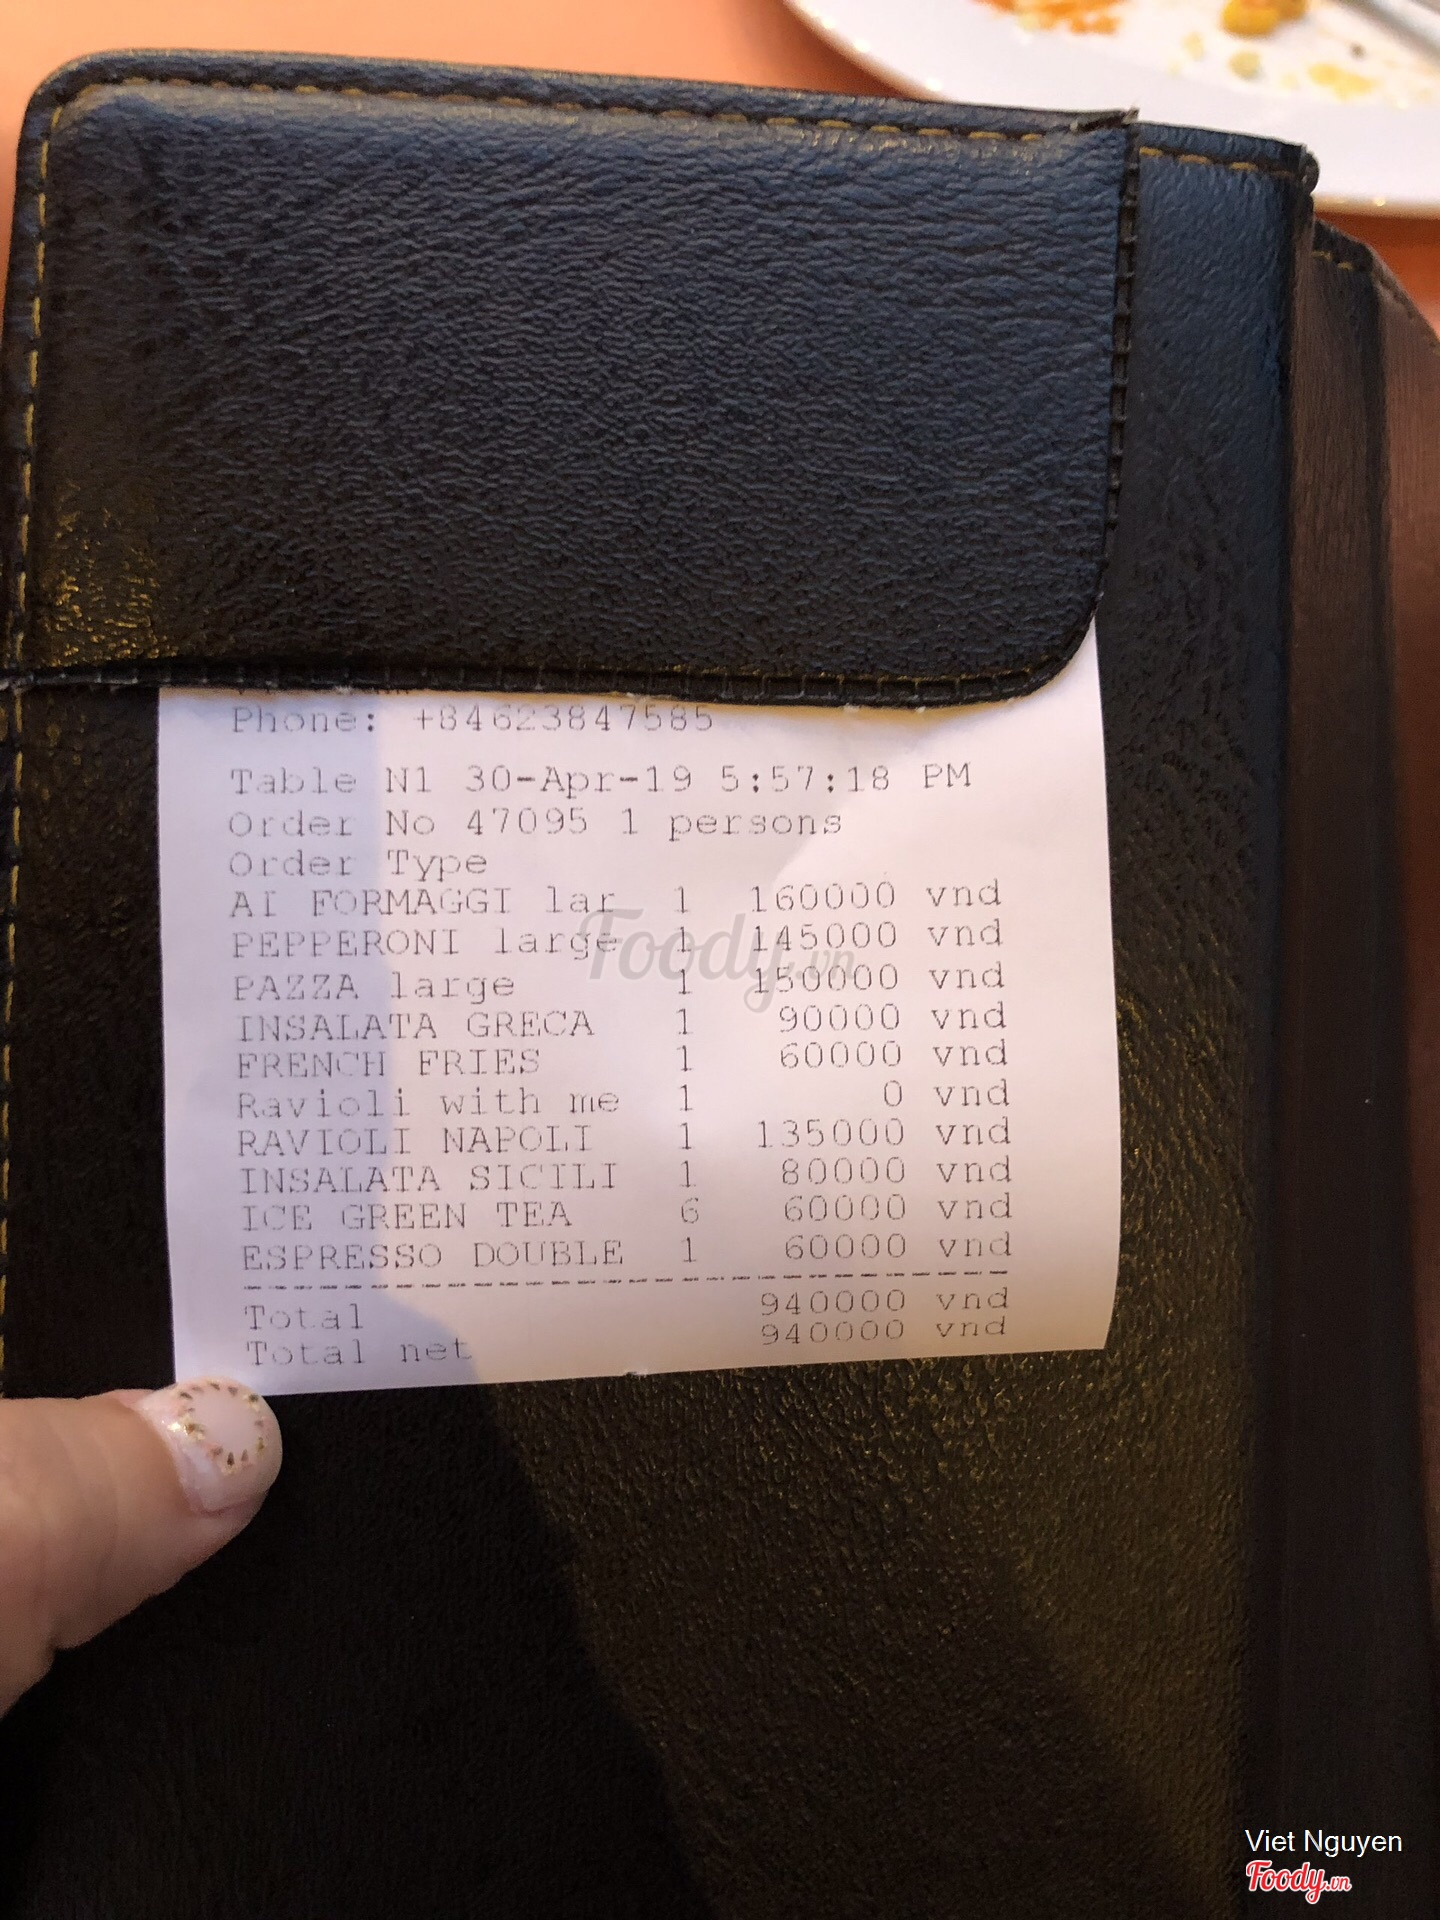 Phone: +84623847585
Table N1 30-Apr-19 5:57:18 PM
Order No 47095 1 persons
Order Type
AI FORMAGGI lar 1 160000 vnd
PEPPERONI large 1 145000 vnd
PAZZA large 1 150000 vnd
INSALATA GRECA 1 90000 vnd
FRENCH FRIES 1 60000 vnd
Ravioli with me 1 0 vnd
RAVIOLI NAPOLI 1 135000 vnd
INSALATA SICILI 1 80000 vnd
ICE GREEN TEA 6 60000 vnd
ESPRESSO DOUBLE 1 60000 vnd
Total 940000 vnd
Total net 940000 vnd
Foody.vn
Viet Nguyen
Foody.vn